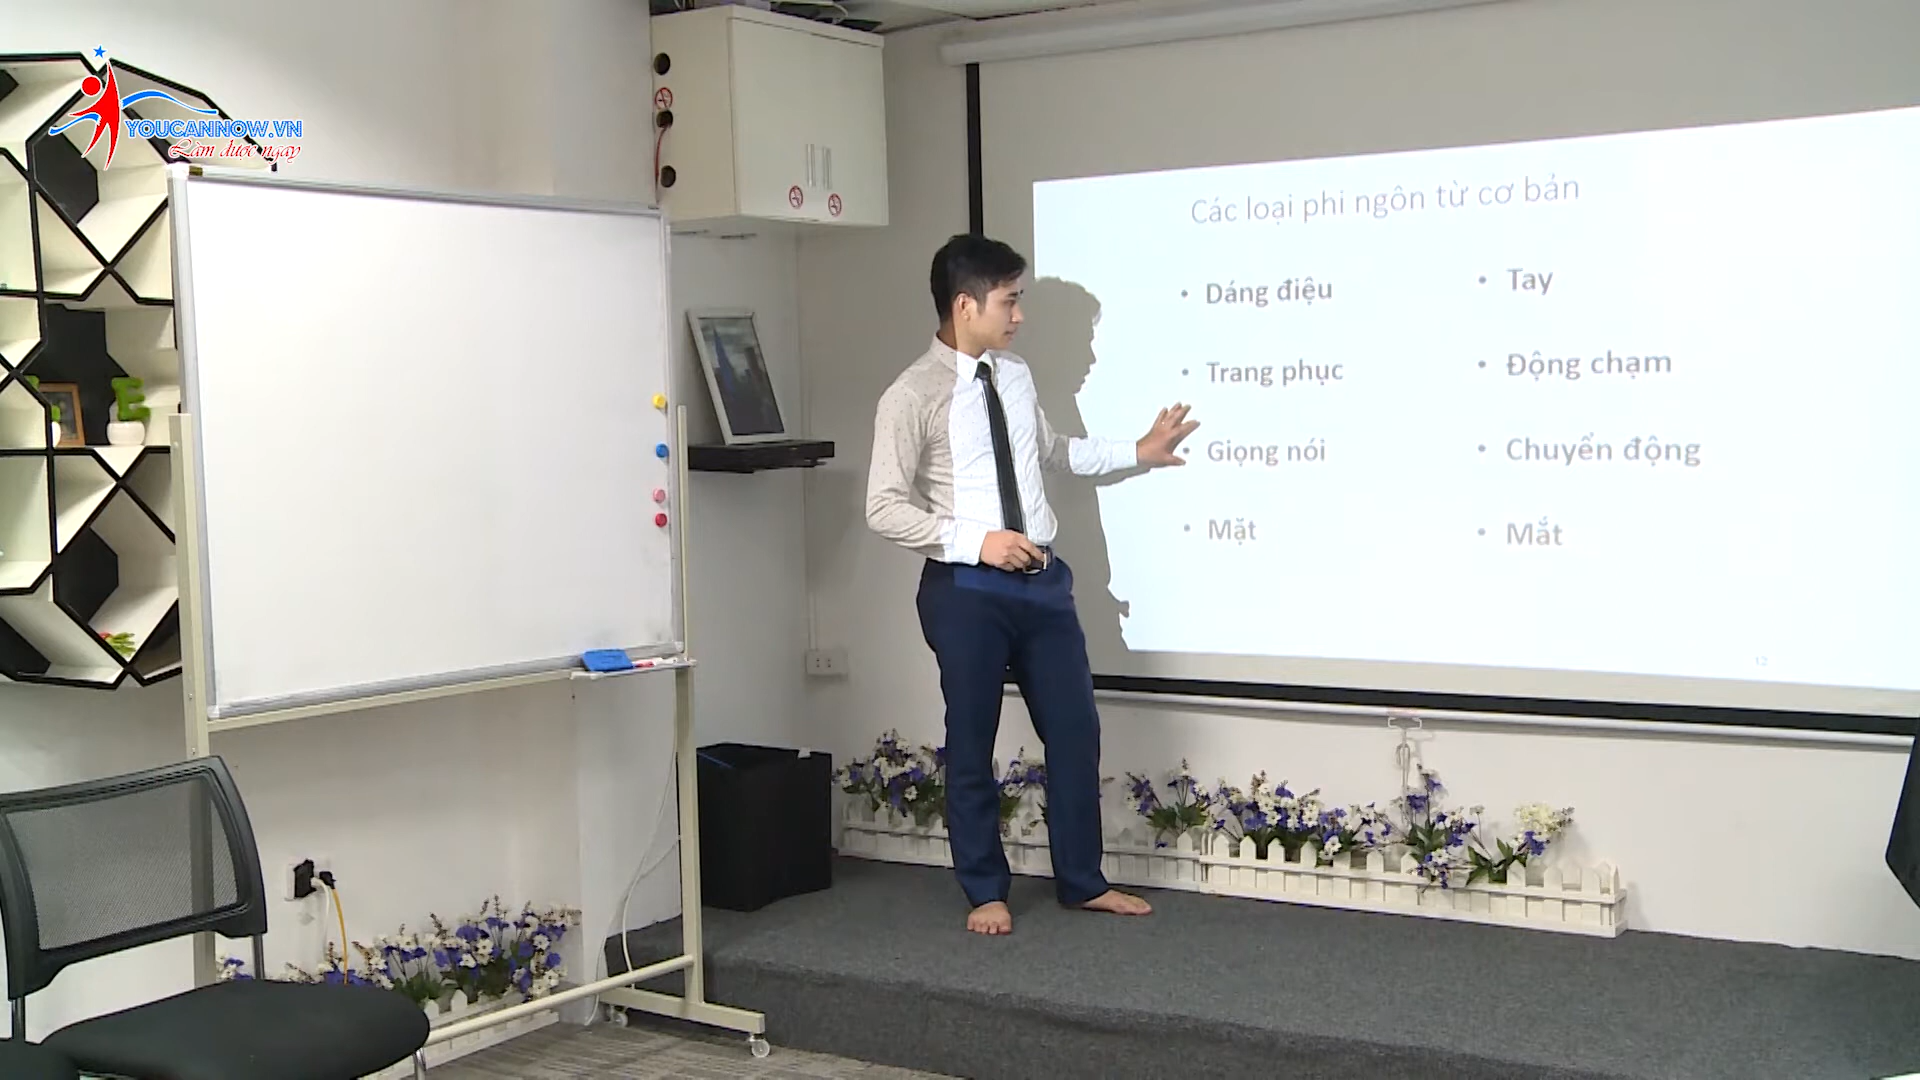 YOUCANNOW.VN
Làm được ngay
Các loại phi ngôn từ cơ bản
• Dáng điệu
• Trang phục
• Giọng nói
• Mặt
• Tay
• Động chạm
• Chuyển động
• Mắt
12
E